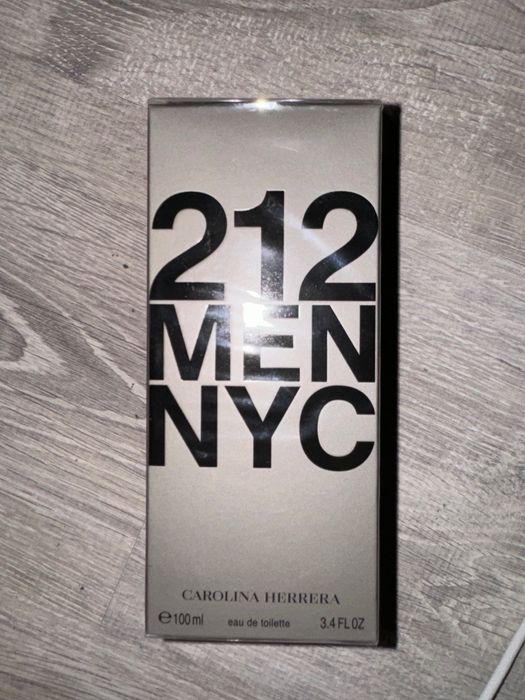 212
MEN
NYC
CAROLINA HERRERA
℮100ml eau de toilette 3.4 FL OZ